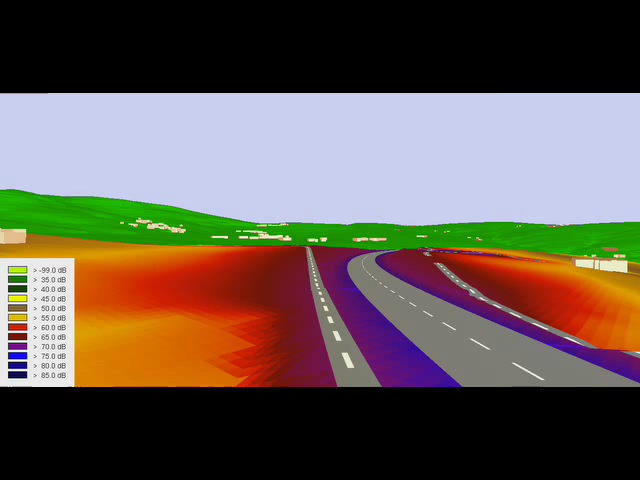 > -99.0 dB
> 35.0 dB
> 40.0 dB
> 45.0 dB
> 50.0 dB
> 55.0 dB
> 60.0 dB
> 65.0 dB
> 70.0 dB
> 75.0 dB
> 80.0 dB
> 85.0 dB